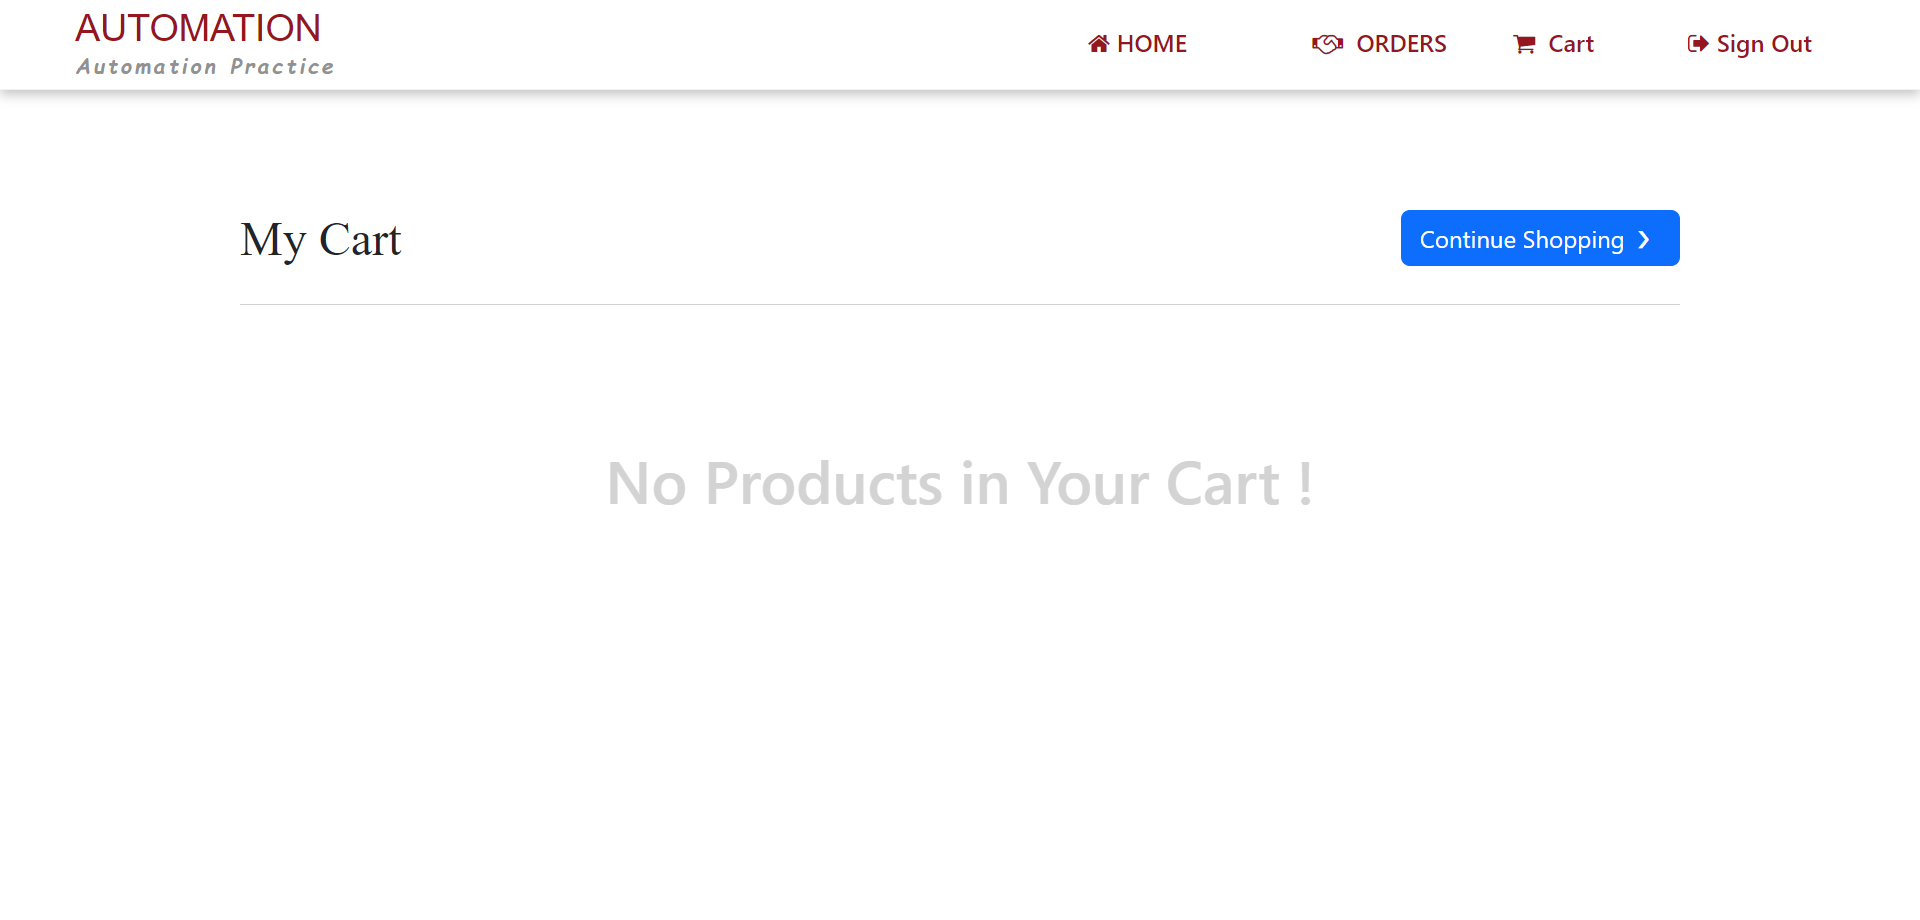 AUTOMATION
Automation Practice
HOME
ORDERS
Cart
Sign Out
My Cart
Continue Shopping ❯
No Products in Your Cart !